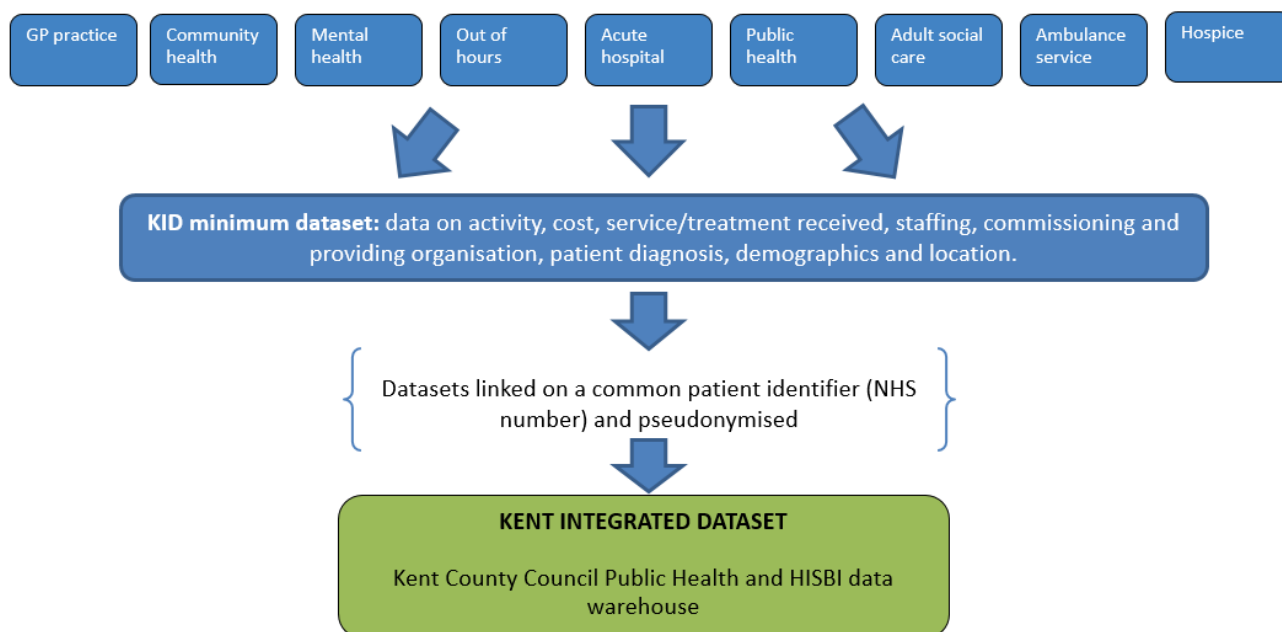 GP practice
Community
health
Mental
health
Out of
hours
Acute
hospital
Public
health
Adult social
care
Ambulance
service
Hospice
KID minimum dataset: data on activity, cost, service/treatment received, staffing, commissioning and
providing organisation, patient diagnosis, demographics and location.
Datasets linked on a common patient identifier (NHS
number) and pseudonymised
KENT INTEGRATED DATASET
Kent County Council Public Health and HISBI data
warehouse